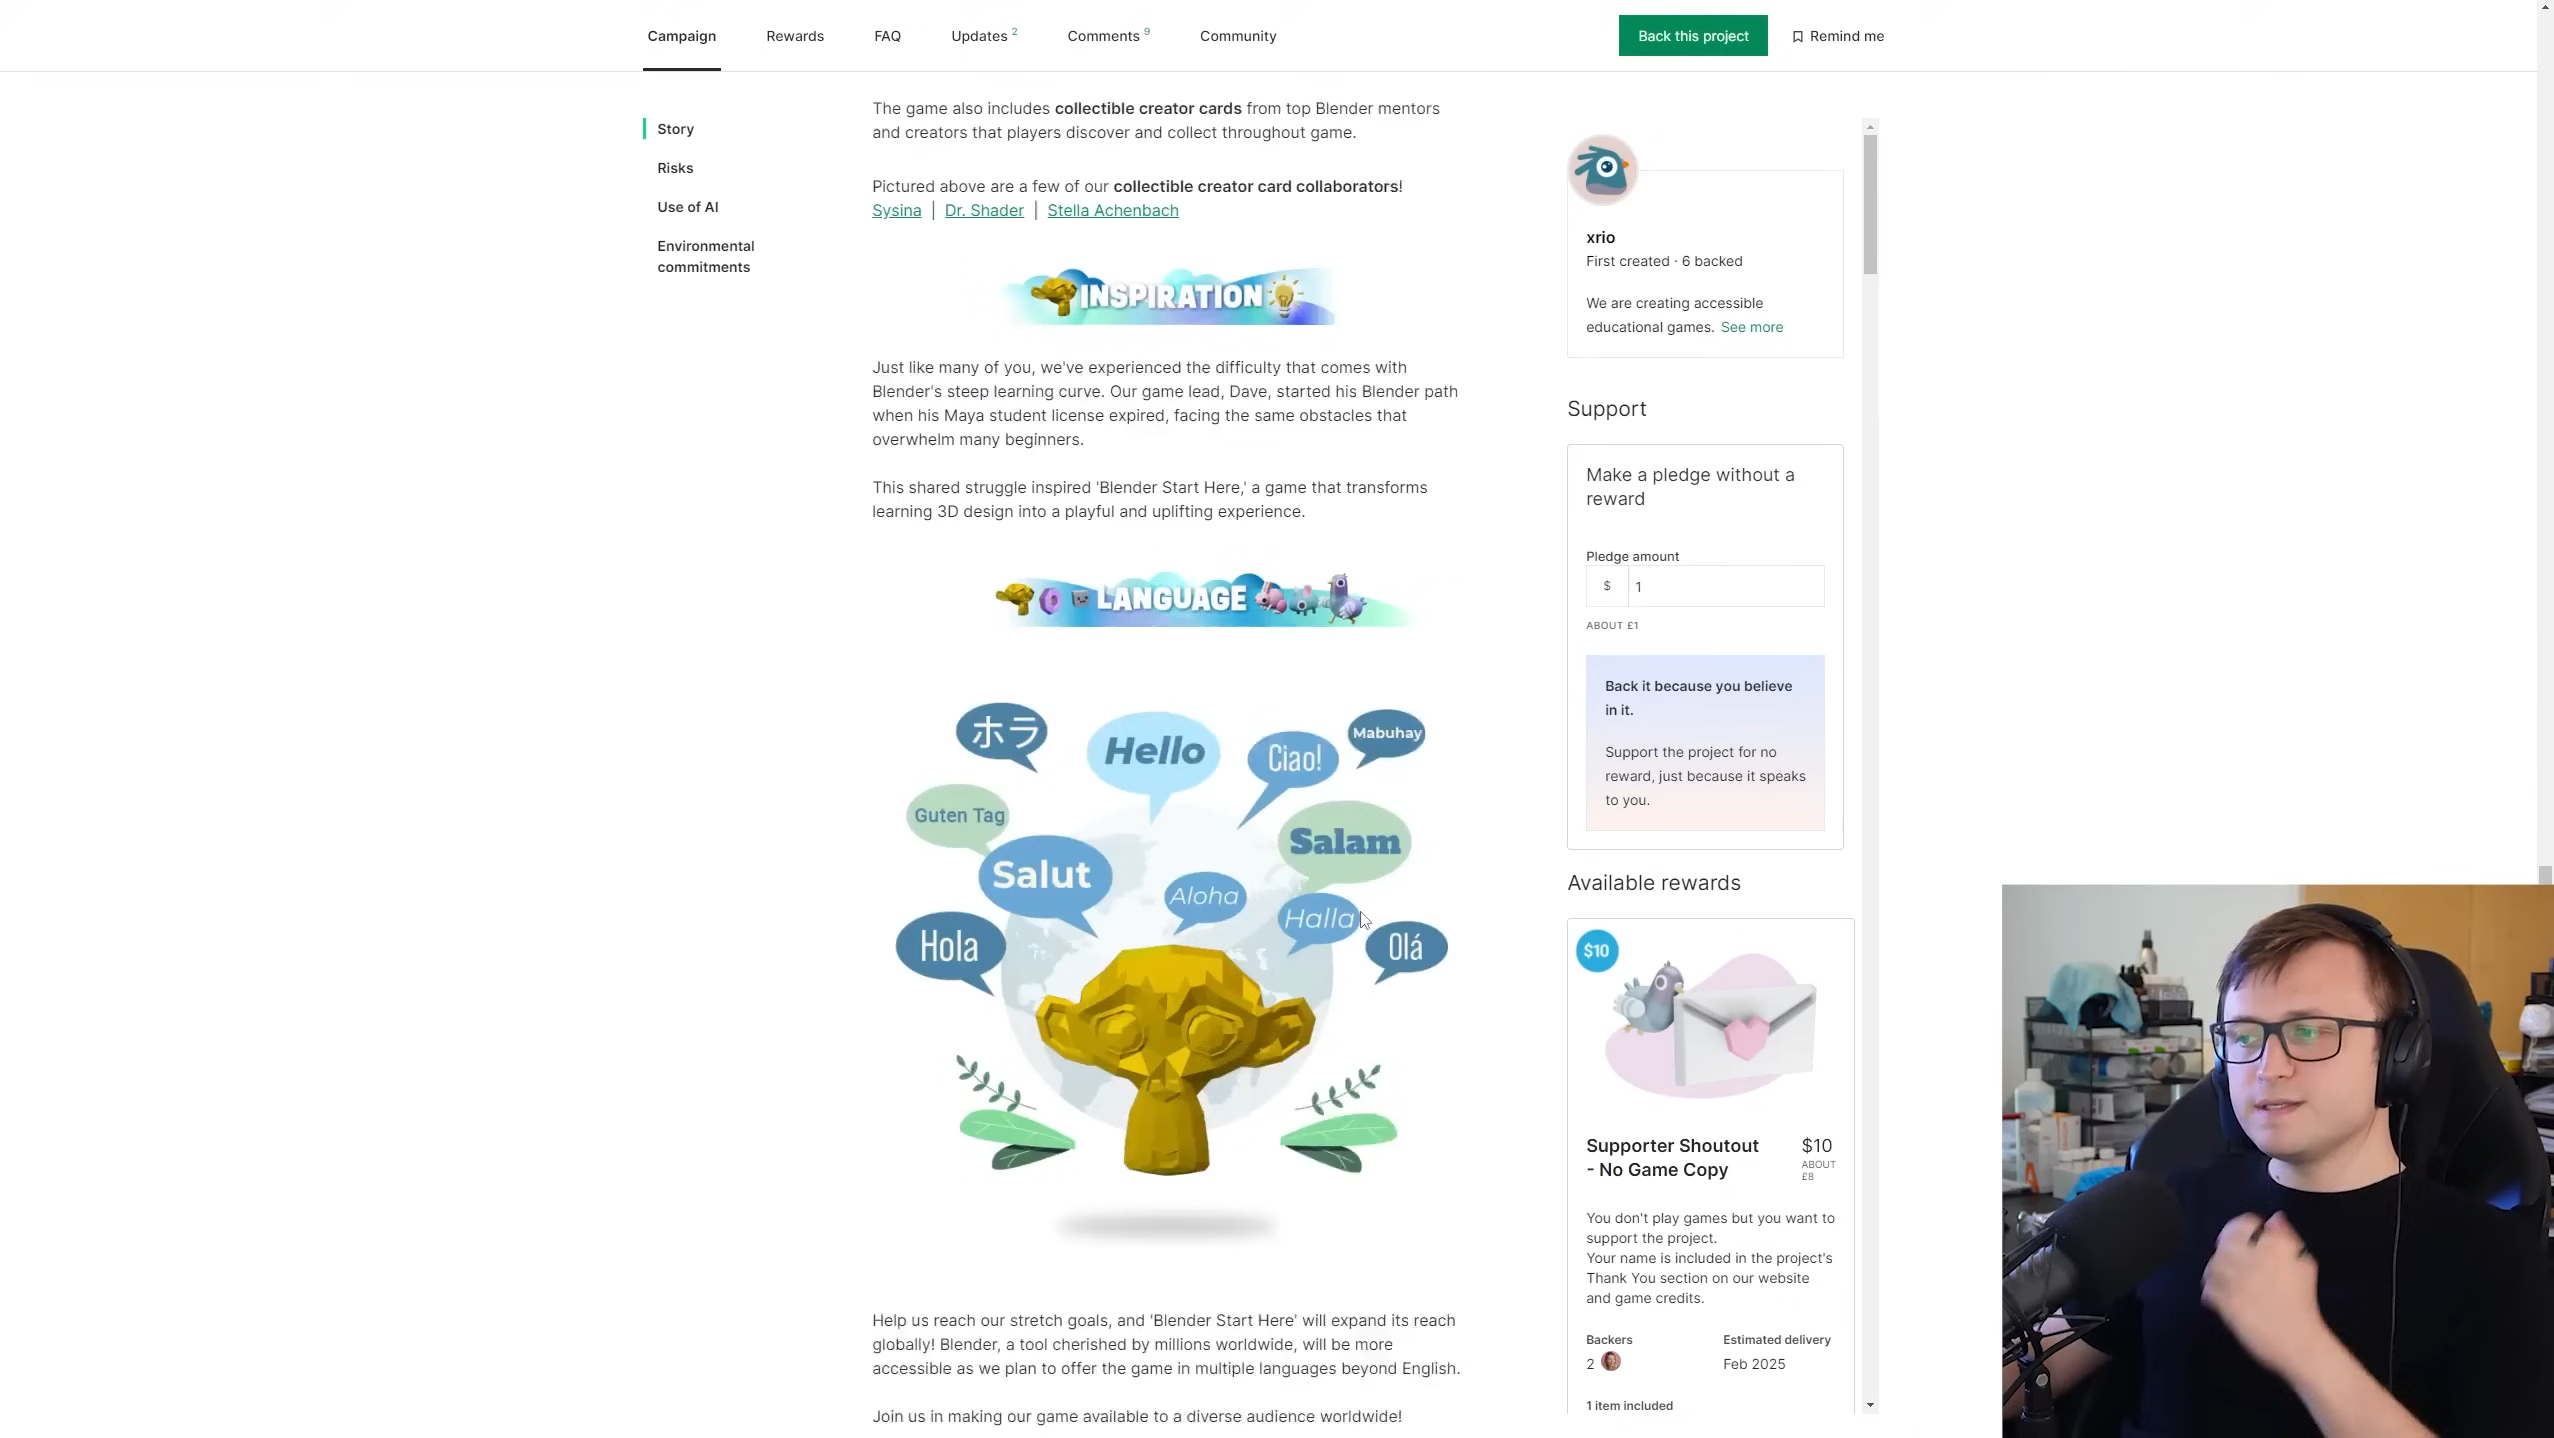 Campaign
Rewards
FAQ
Updates 2
Comments 9
Community
Back this project
Remind me
Story
Risks
Use of AI
Environmental
commitments
The game also includes collectible creator cards from top Blender mentors
and creators that players discover and collect throughout game.
Pictured above are a few of our collectible creator card collaborators!
Sysina | Dr. Shader | Stella Achenbach
INSPIRATION
Just like many of you, we've experienced the difficulty that comes with
Blender's steep learning curve. Our game lead, Dave, started his Blender path
when his Maya student license expired, facing the same obstacles that
overwhelm many beginners.
This shared struggle inspired 'Blender Start Here,' a game that transforms
learning 3D design into a playful and uplifting experience.
LANGUAGE
ホラ
Hello
Ciao!
Mabuhay
Guten Tag
Salut
Aloha
Salam
Halla
Hola
Olá
Help us reach our stretch goals, and 'Blender Start Here' will expand its reach
globally! Blender, a tool cherished by millions worldwide, will be more
accessible as we plan to offer the game in multiple languages beyond English.
Join us in making our game available to a diverse audience worldwide!
xrio
First created · 6 backed
We are creating accessible
educational games. See more
Support
Make a pledge without a
reward
Pledge amount
$ 1
ABOUT £1
Back it because you believe
in it.
Support the project for no
reward, just because it speaks
to you.
Available rewards
$10
Supporter Shoutout
- No Game Copy
$10
ABOUT
£8
You don't play games but you want to
support the project.
Your name is included in the project's
Thank You section on our website
and game credits.
Backers
2
Estimated delivery
Feb 2025
1 item included